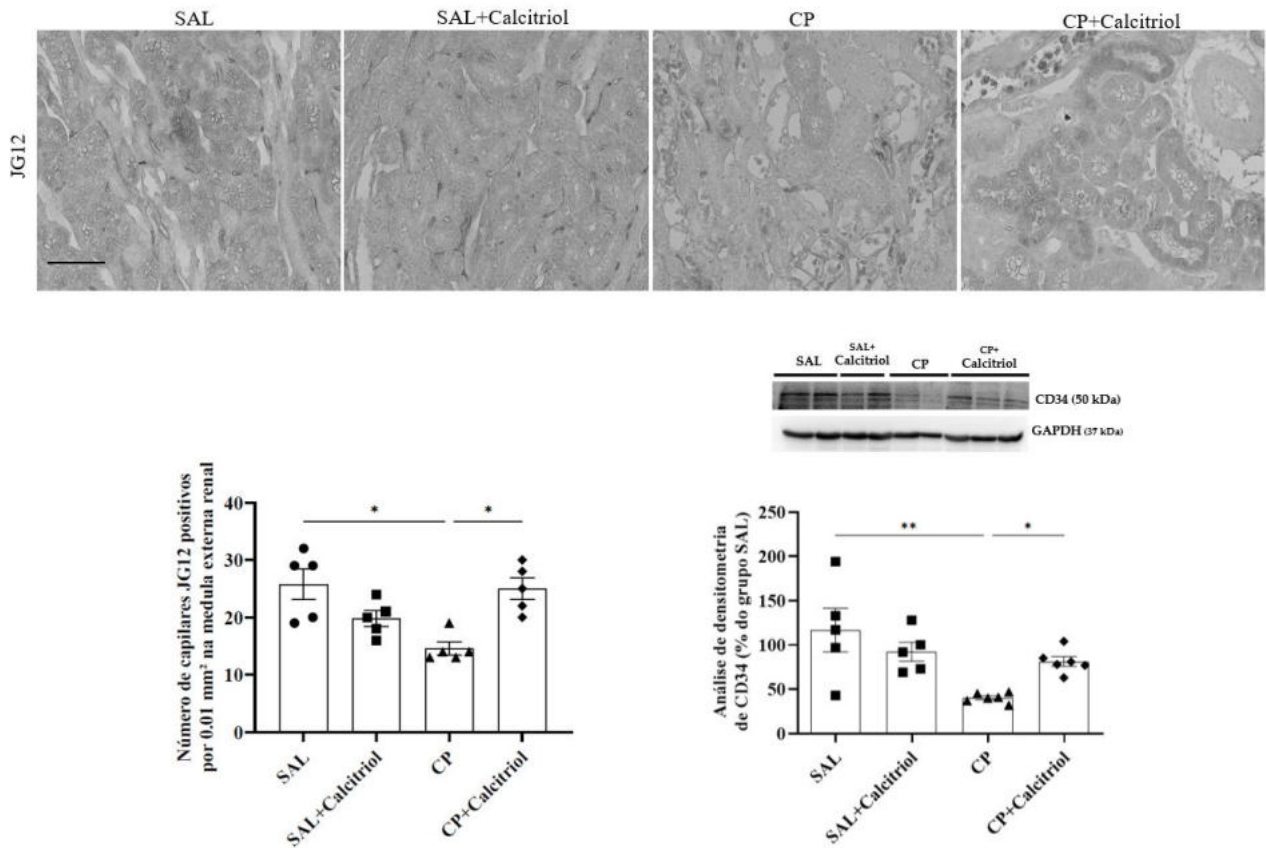 SAL SAL+Calcitriol CP CP+Calcitriol
JG12
SAL SAL+ Calcitriol CP CP+ Calcitriol
CD34 (50 kDa)
GAPDH (37 kDa)
Número de capilares JG12 positivos
por 0.01 mm² na medula externa renal
40
30
20
10
0
* *
SAL
SAL+Calcitriol
CP
CP+Calcitriol
Análise de densitometria
de CD34 (% do grupo SAL)
250
200
150
100
50
0
** *
SAL
SAL+Calcitriol
CP
CP+Calcitriol